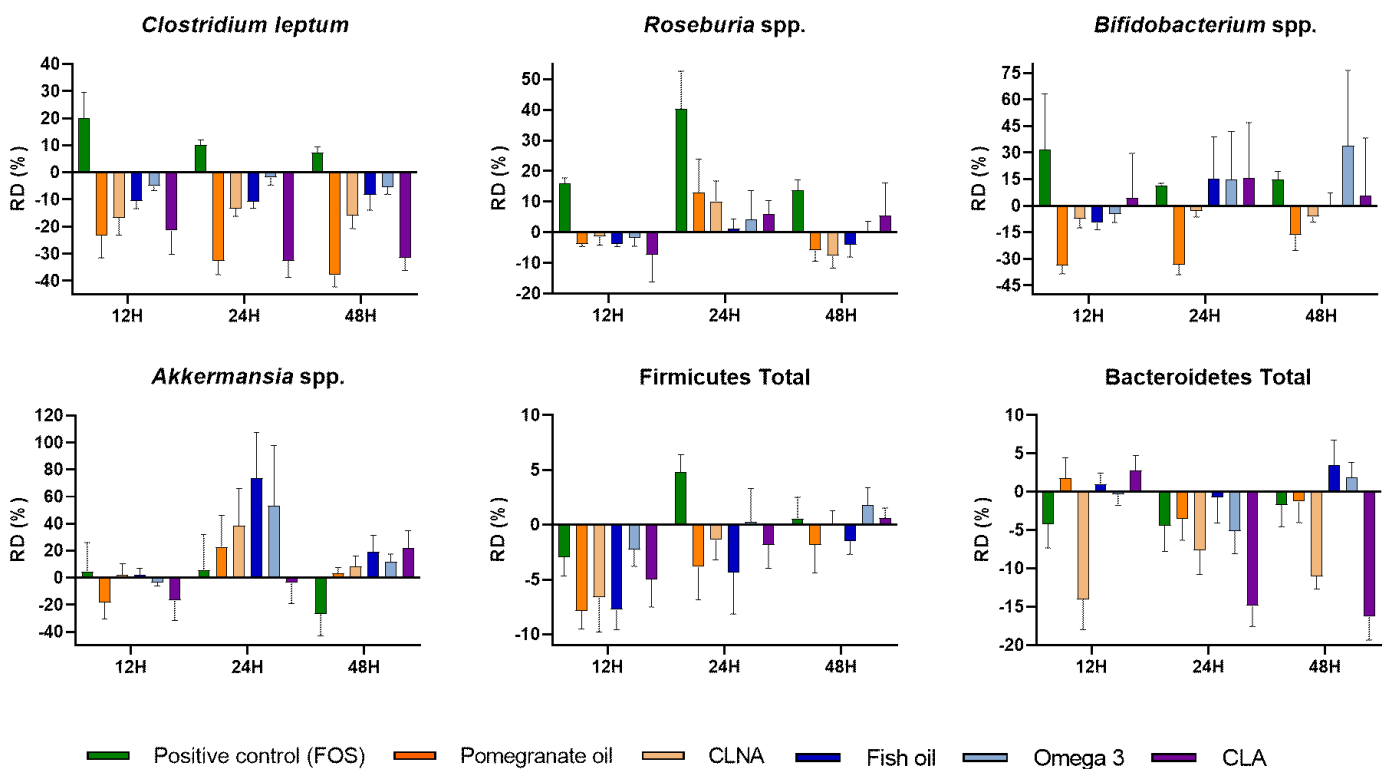 Clostridium leptum
Roseburia spp.
Bifidobacterium spp.
RD (%)
40
30
20
10
0
-10
-20
-30
-40
12H
24H
48H
RD (%)
50
40
30
20
10
0
-10
-20
12H
24H
48H
RD (%)
75
60
45
30
15
0
-15
-30
-45
12H
24H
48H
Akkermansia spp.
Firmicutes Total
Bacteroidetes Total
RD (%)
120
100
80
60
40
20
0
-20
-40
12H
24H
48H
RD (%)
10
5
0
-5
-10
12H
24H
48H
RD (%)
10
5
0
-5
-10
-15
-20
12H
24H
48H
Positive control (FOS) Pomegranate oil CLNA Fish oil Omega 3 CLA